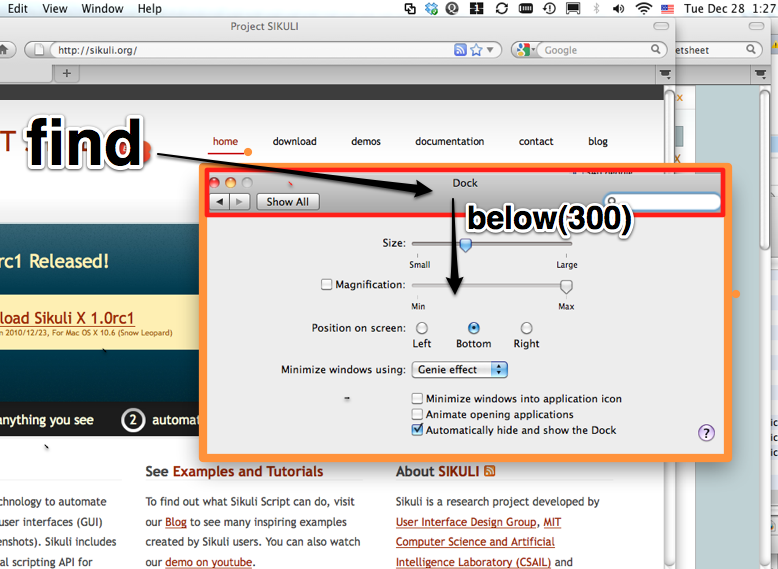 Edit View Window Help Tue Dec 28 1:27
Project SIKULI
http://sikuli.org/ Google etsheet
home download demos documentation contact blog
find
Dock
Show All
below(300)
Size:
Small Large
Magnification:
Min Max
rc1 Released!
load Sikuli X 1.0rc1
n 2010/12/23, For Mac OS X 10.6 (Snow Leopard)
Position on screen:
Left Bottom Right
Minimize windows using: Genie effect
Minimize windows into application icon
Animate opening applications
Automatically hide and show the Dock
?
anything you see 2 automat
See Examples and Tutorials
About SIKULI
chnology to automate
user interfaces (GUI)
enshots). Sikuli includes
al scripting API for
To find out what Sikuli Script can do, visit
our Blog to see many inspiring examples
created by Sikuli users. You can also watch
our demo on youtube.
Sikuli is a research project developed by
User Interface Design Group, MIT
Computer Science and Artificial
Intelligence Laboratory (CSAIL) and